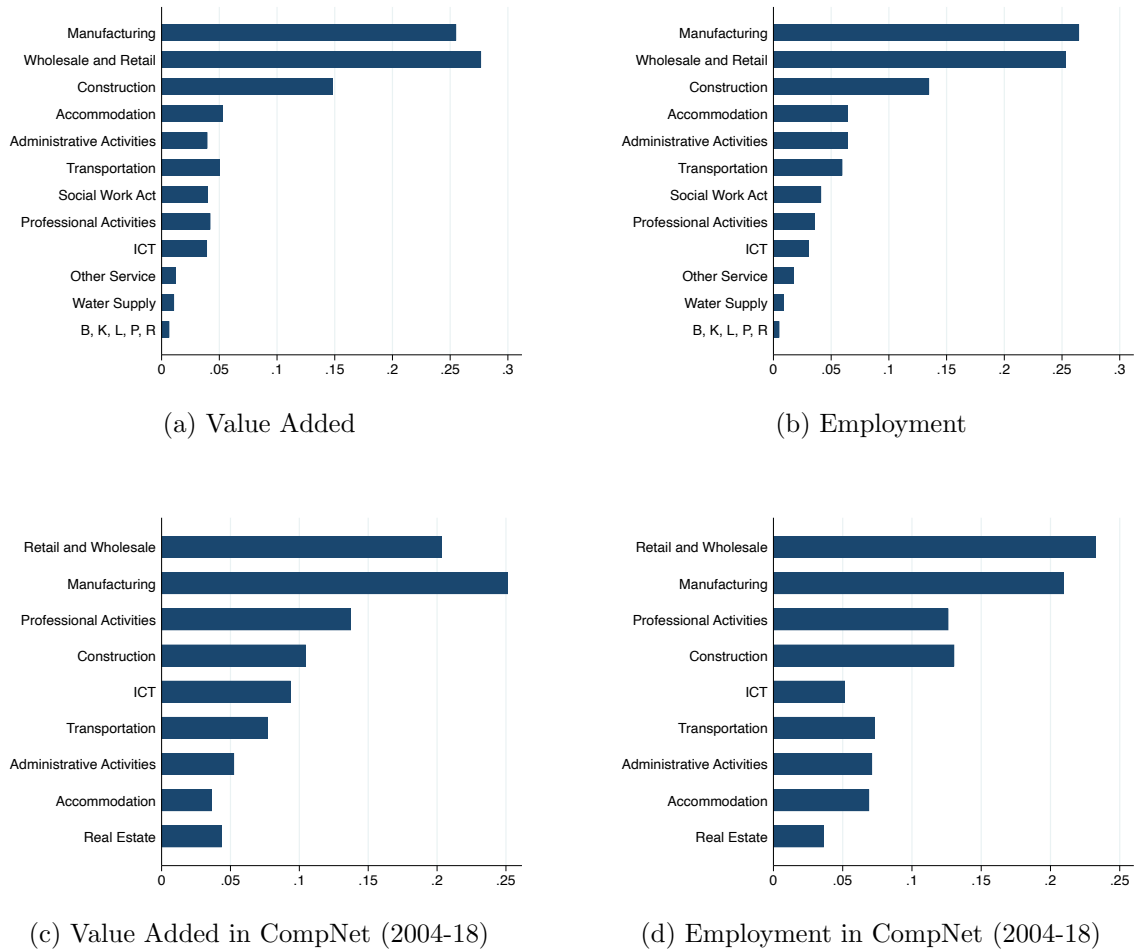 Manufacturing
Wholesale and Retail
Construction
Accommodation
Administrative Activities
Transportation
Social Work Act
Professional Activities
ICT
Other Service
Water Supply
B, K, L, P, R
0 .05 .1 .15 .2 .25 .3
(a) Value Added
Manufacturing
Wholesale and Retail
Construction
Accommodation
Administrative Activities
Transportation
Social Work Act
Professional Activities
ICT
Other Service
Water Supply
B, K, L, P, R
0 .05 .1 .15 .2 .25 .3
(b) Employment
Retail and Wholesale
Manufacturing
Professional Activities
Construction
ICT
Transportation
Administrative Activities
Accommodation
Real Estate
0 .05 .1 .15 .2 .25
(c) Value Added in CompNet (2004-18)
Retail and Wholesale
Manufacturing
Professional Activities
Construction
ICT
Transportation
Administrative Activities
Accommodation
Real Estate
0 .05 .1 .15 .2 .25
(d) Employment in CompNet (2004-18)